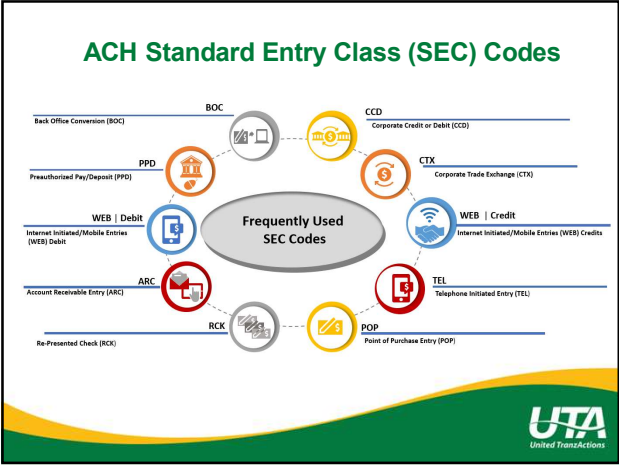 ACH Standard Entry Class (SEC) Codes
BOC
Back Office Conversion (BOC)
CCD
Corporate Credit or Debit (CCD)
PPD
Preauthorized Pay/Deposit (PPD)
CTX
Corporate Trade Exchange (CTX)
WEB | Debit
Internet Initiated/Mobile Entries
(WEB) Debit
Frequently Used
SEC Codes
WEB | Credit
Internet Initiated/Mobile Entries (WEB) Credits
ARC
Account Receivable Entry (ARC)
TEL
Telephone Initiated Entry (TEL)
RCK
Re-Presented Check (RCK)
POP
Point of Purchase Entry (POP)
UTA
United TranzActions